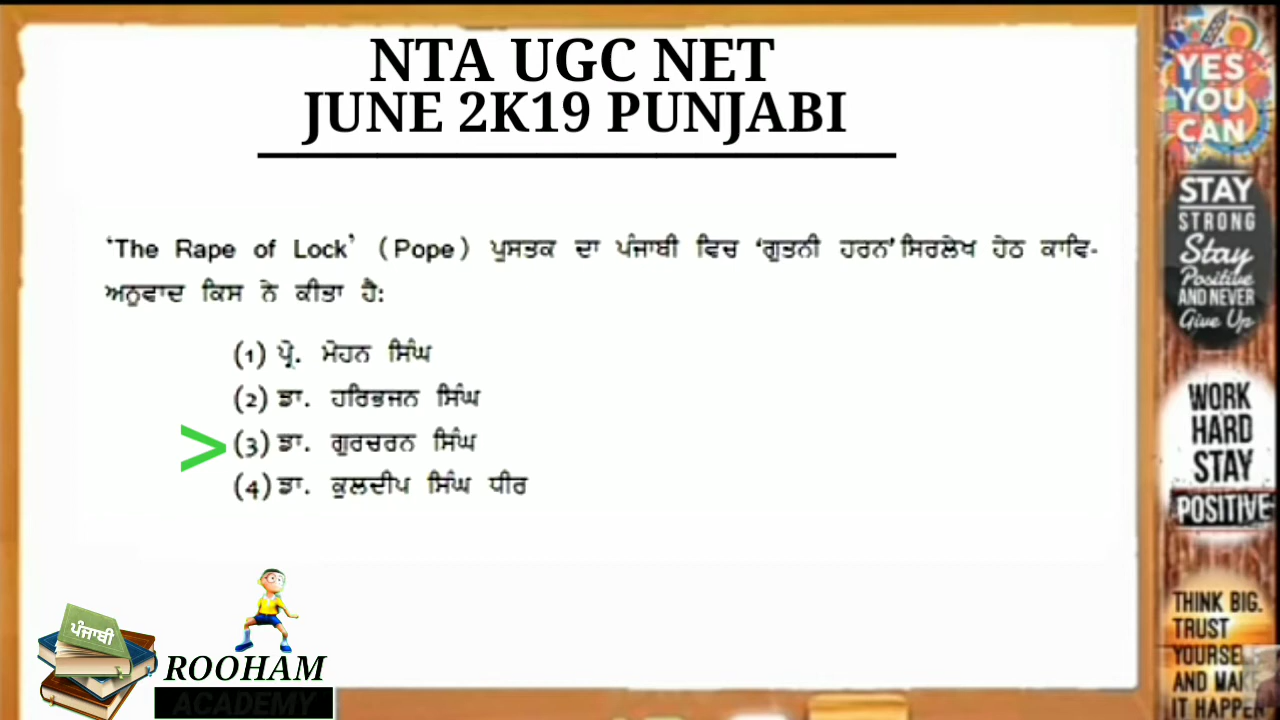 NTA UGC NET
JUNE 2K19 PUNJABI
'The Rape of Lock' (Pope) ਪੁਸਤਕ ਦਾ ਪੰਜਾਬੀ ਵਿਚ 'ਗੁਤਨੀ ਹਰਨ' ਸਿਰਲੇਖ ਹੇਠ ਕਾਵਿ-
ਅਨੁਵਾਦ ਕਿਸ ਨੇ ਕੀਤਾ ਹੈ:
(1) ਪ੍ਰੋ. ਮੋਹਨ ਸਿੰਘ
(2) ਡਾ. ਹਰਿਭਜਨ ਸਿੰਘ
> (3) ਡਾ. ਗੁਰਚਰਨ ਸਿੰਘ
(4) ਡਾ. ਕੁਲਦੀਪ ਸਿੰਘ ਧੀਰ
ਪੰਜਾਬੀ
ROOHAM
ACADEMY
YES
YOU
CAN
STAY
STRONG
Stay
Positive
AND NEVER
Give Up
WORK
HARD
STAY
POSITIVE
THINK BIG.
TRUST
YOURSEL
AND MAKE
IT HAPPEN